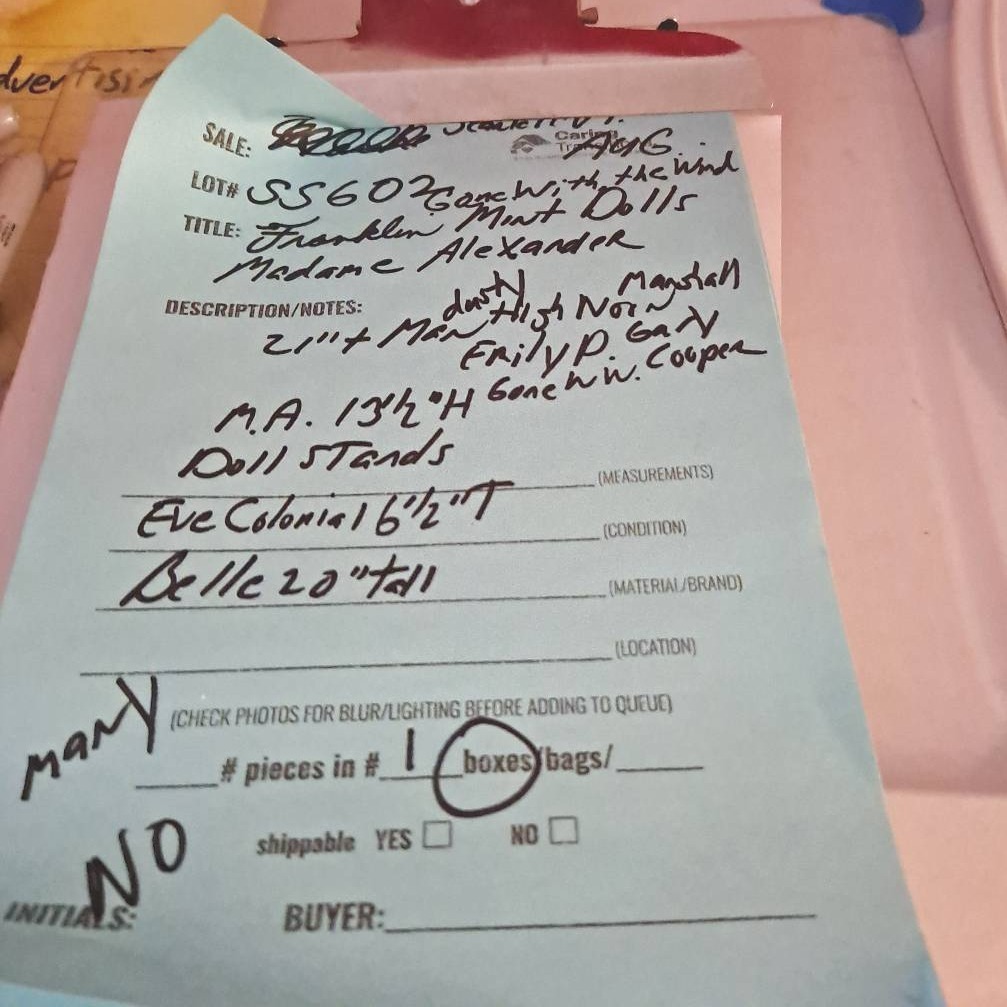 dvertisin
SALE: Scarlett
Caring
AUG
LOT# SS602 Gone With the Wind
TITLE: Franklin Mint Dolls
Madame Alexander
DESCRIPTION/NOTES: dusty Marshall
21"+ Man High Noon
Emily P. Gary
M.A. 13½"H Gone W W. Cooper
Doll STands
(MEASUREMENTS)
Eve Colonial 6½"T (CONDITION)
Belle 20"tall (MATERIAL/BRAND)
(LOCATION)
Many (CHECK PHOTOS FOR BLUR/LIGHTING BEFORE ADDING TO QUEUE)
# pieces in # 1 boxes/bags/
NO shippable YES NO
INITIALS: BUYER: